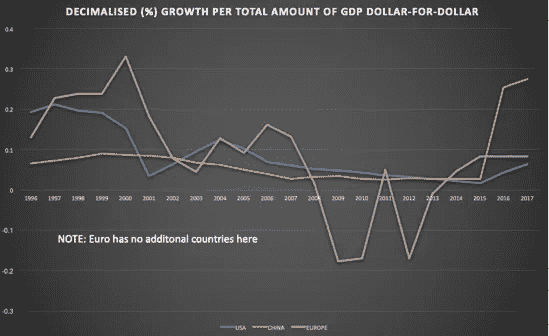 DECIMALISED (%) GROWTH PER TOTAL AMOUNT OF GDP DOLLAR-FOR-DOLLAR
0.4
0.3
0.2
0.1
0
1996 1997 1998 1999 2000 2001 2002 2003 2004 2005 2006 2007 2008 2009 2010 2011 2012 2013 2014 2015 2016 2017
-0.1
NOTE: Euro has no additonal countries here
-0.2
-0.3
USA CHINA EUROPE